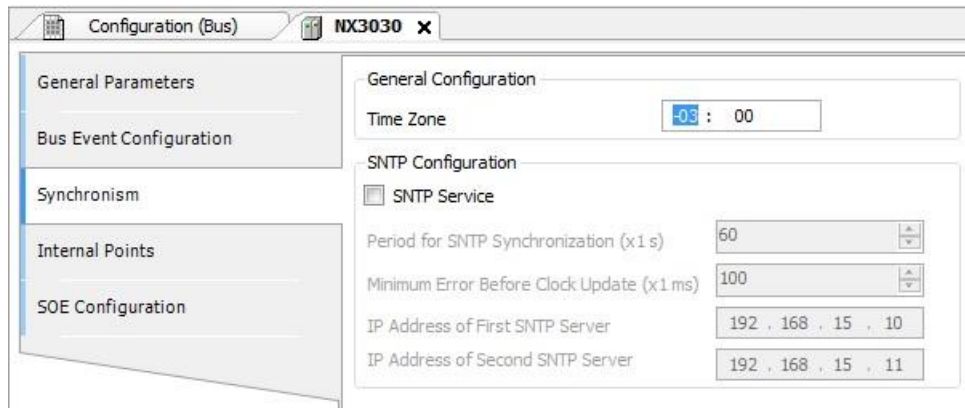 Configuration (Bus) NX3030
General Parameters
Bus Event Configuration
Synchronism
Internal Points
SOE Configuration
General Configuration
Time Zone -03 : 00
SNTP Configuration
SNTP Service
Period for SNTP Synchronization (x1 s) 60
Minimum Error Before Clock Update (x1 ms) 100
IP Address of First SNTP Server 192 . 168 . 15 . 10
IP Address of Second SNTP Server 192 . 168 . 15 . 11